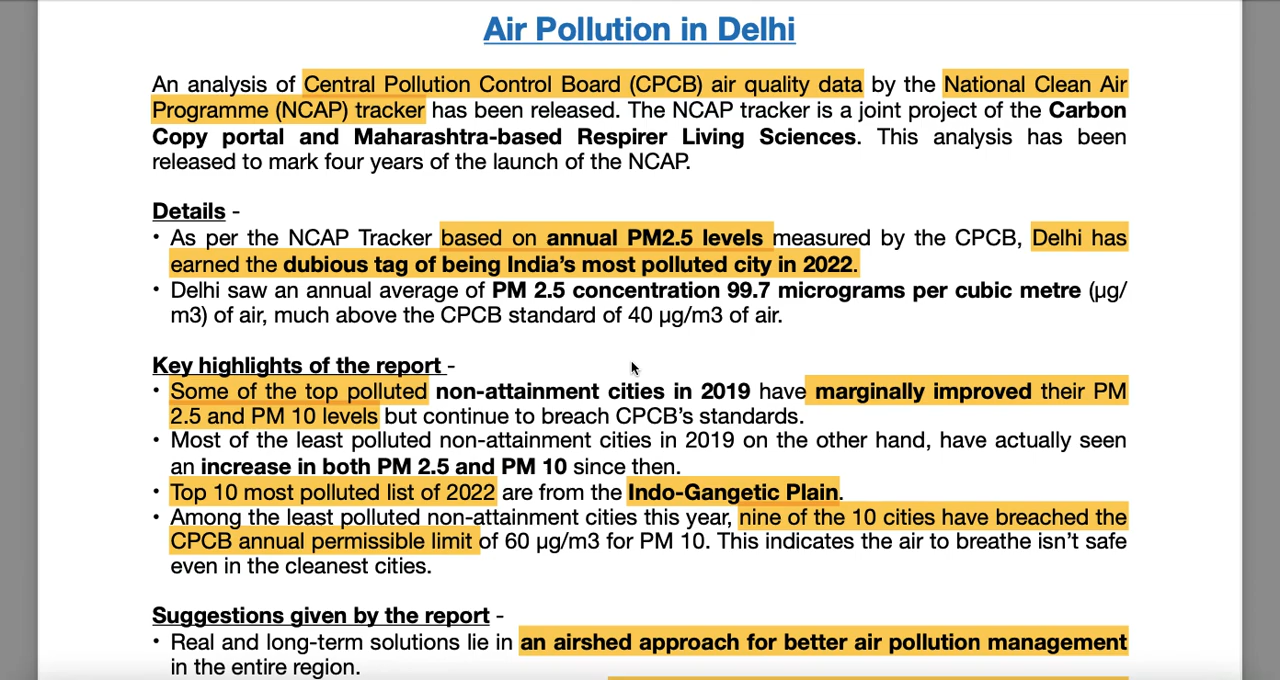 Air Pollution in Delhi
An analysis of Central Pollution Control Board (CPCB) air quality data by the National Clean Air
Programme (NCAP) tracker has been released. The NCAP tracker is a joint project of the Carbon
Copy portal and Maharashtra-based Respirer Living Sciences. This analysis has been
released to mark four years of the launch of the NCAP.
Details -
• As per the NCAP Tracker based on annual PM2.5 levels measured by the CPCB, Delhi has
earned the dubious tag of being India's most polluted city in 2022.
• Delhi saw an annual average of PM 2.5 concentration 99.7 micrograms per cubic metre (µg/
m3) of air, much above the CPCB standard of 40 µg/m3 of air.
Key highlights of the report -
• Some of the top polluted non-attainment cities in 2019 have marginally improved their PM
2.5 and PM 10 levels but continue to breach CPCB's standards.
• Most of the least polluted non-attainment cities in 2019 on the other hand, have actually seen
an increase in both PM 2.5 and PM 10 since then.
• Top 10 most polluted list of 2022 are from the Indo-Gangetic Plain.
• Among the least polluted non-attainment cities this year, nine of the 10 cities have breached the
CPCB annual permissible limit of 60 µg/m3 for PM 10. This indicates the air to breathe isn't safe
even in the cleanest cities.
Suggestions given by the report -
• Real and long-term solutions lie in an airshed approach for better air pollution management
in the entire region.